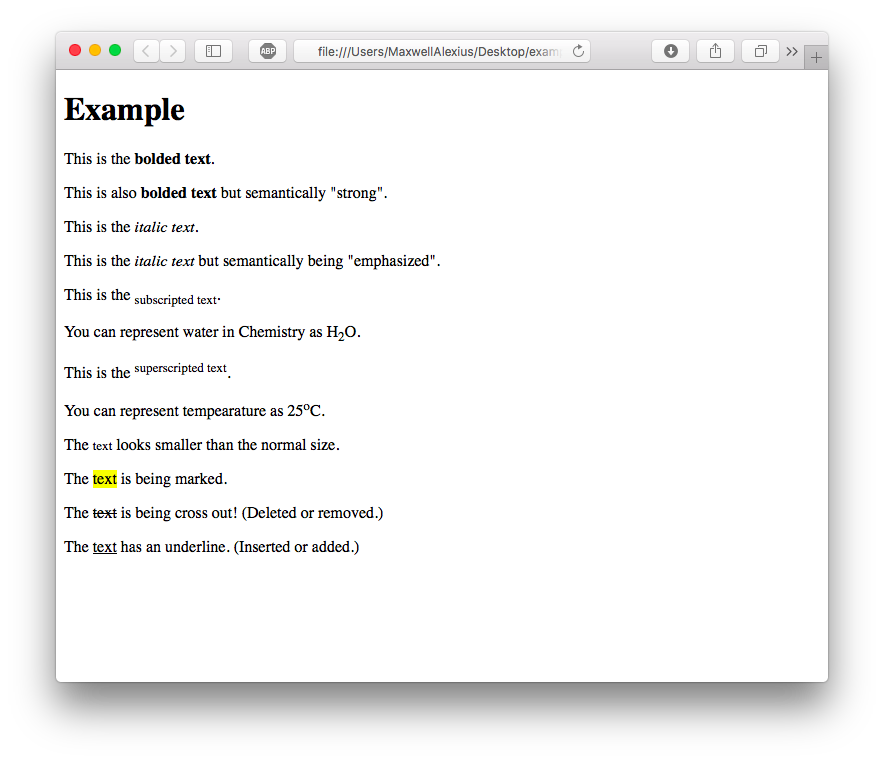 ABP
file:///Users/MaxwellAlexius/Desktop/exam
Example
This is the bolded text.
This is also bolded text but semantically "strong".
This is the italic text.
This is the italic text but semantically being "emphasized".
This is the subscripted text.
You can represent water in Chemistry as H₂O.
This is the superscripted text.
You can represent tempearature as 25ºC.
The text looks smaller than the normal size.
The text is being marked.
The text is being cross out! (Deleted or removed.)
The text has an underline. (Inserted or added.)